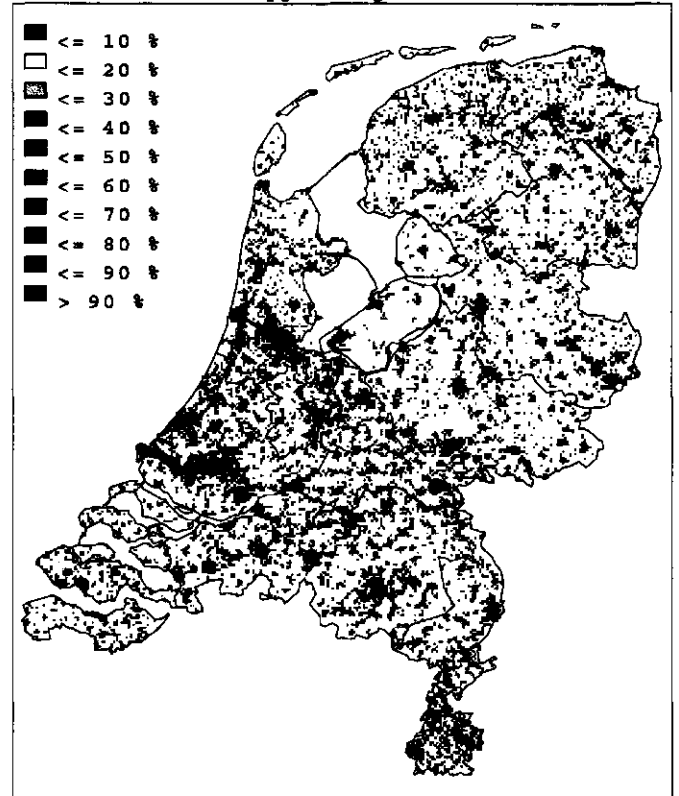 <= 10 %
<= 20 %
<= 30 %
<= 40 %
<= 50 %
<= 60 %
<= 70 %
<= 80 %
<= 90 %
> 90 %